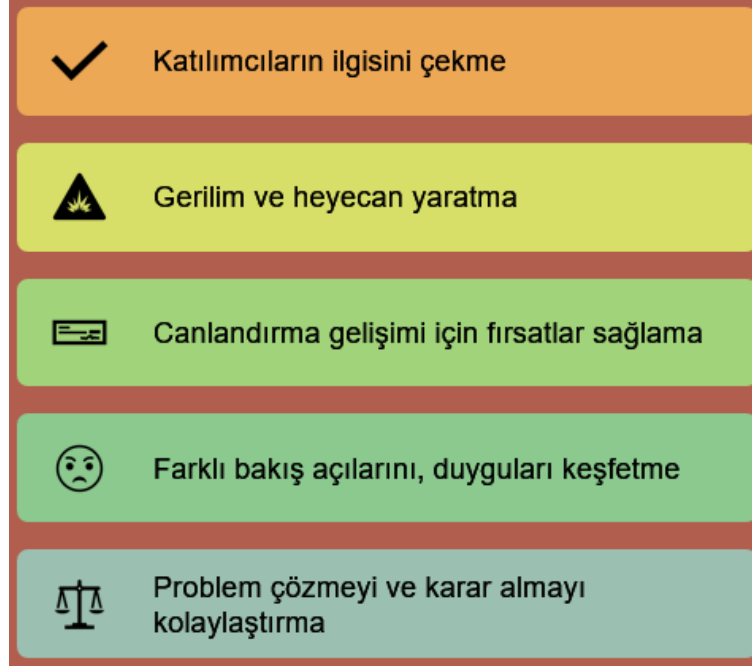 Katılımcıların ilgisini çekme
Gerilim ve heyecan yaratma
Canlandırma gelişimi için fırsatlar sağlama
Farklı bakış açılarını, duyguları keşfetme
Problem çözmeyi ve karar almayı
kolaylaştırma